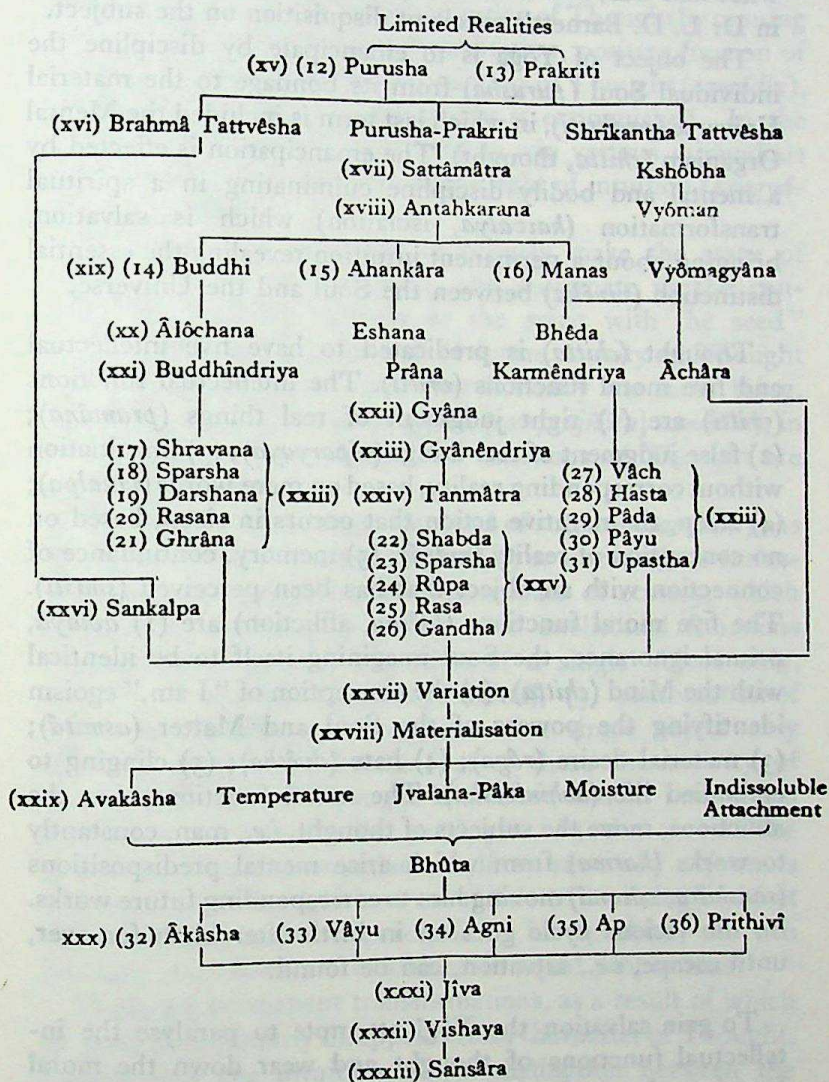 Limited Realities
(xv) (12) Purusha (13) Prakriti
(xvi) Brahmâ Tattvêsha Purusha-Prakriti Shrîkantha Tattvêsha
(xvii) Sattâmâtra Kshôbha
(xviii) Antahkarana Vyôman
(xix) (14) Buddhi (15) Ahankâra (16) Manas Vyômagyâna
(xx) Âlôchana Eshana Bhêda
(xxi) Buddhindriya Prâna Karmêndriya Âchâra
(xxii) Gyâna
(17) Shravana (xxiii) Gyânêndriya (27) Vâch
(18) Sparsha (28) Hasta
(19) Darshana (xxiii) (xxiv) Tanmâtra (29) Pâda (xxiii)
(20) Rasana (22) Shabda (30) Pâyu
(21) Ghrâna (23) Sparsha (31) Upastha
(24) Rûpa (xxv)
(xxvi) Sankalpa (25) Rasa
(26) Gandha
(xxvii) Variation
(xxviii) Materialisation
(xxix) Avakâsha Temperature Jvalana-Pâka Moisture Indissoluble
Attachment
Bhûta
xxx) (32) Âkâsha (33) Vâyu (34) Agni (35) Ap (36) Prithivî
(xxxi) Jîva
(xxxii) Vishaya
(xxxiii) Sansâra